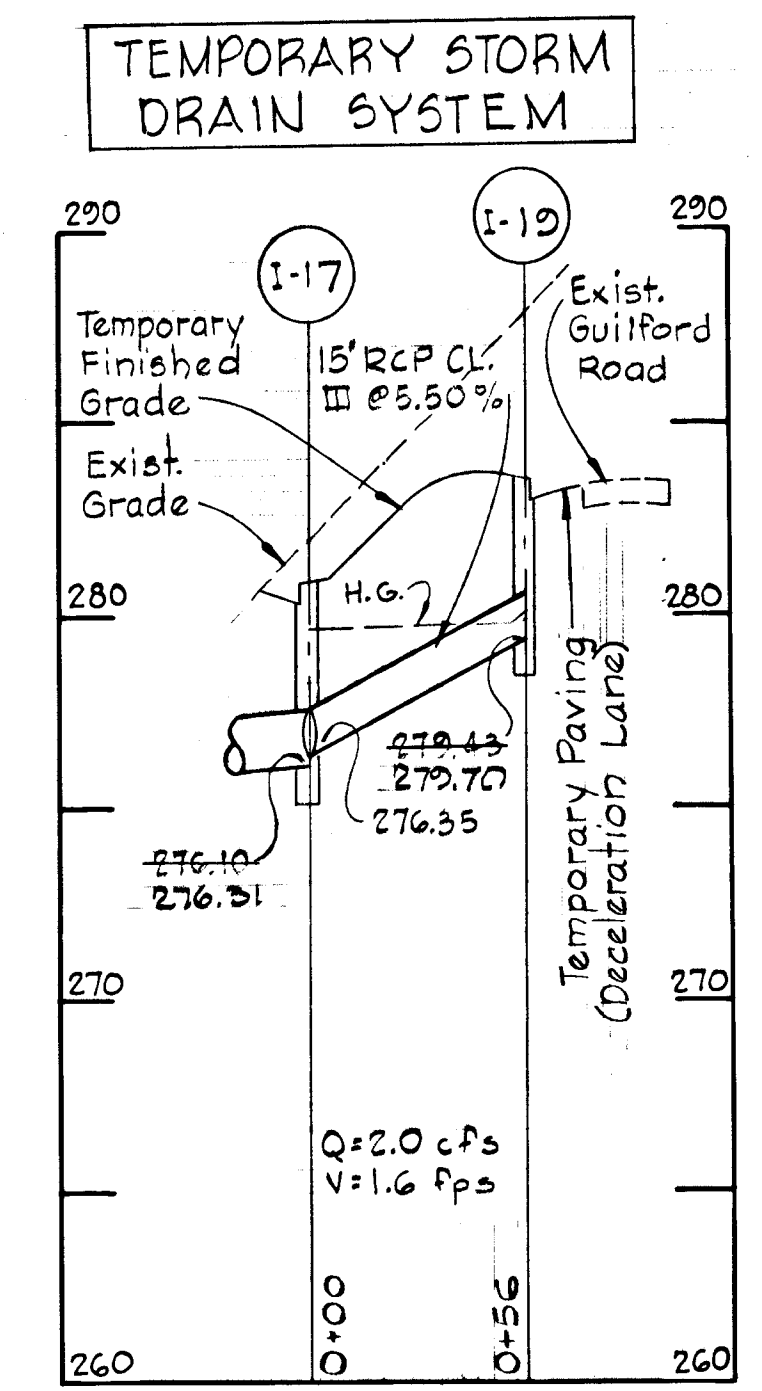 TEMPORARY STORM
DRAIN SYSTEM
290
290
I-17
I-19
Temporary
Finished
Grade
15" RCP CL.
III @ 5.50%
Exist.
Guilford
Road
Exist.
Grade
280
280
H.G.
279.43
279.70
276.35
276.10
276.31
Temporary Paving
(Deceleration Lane)
270
270
Q=2.0 cfs
V=1.6 fps
0+00
0+56
260
260